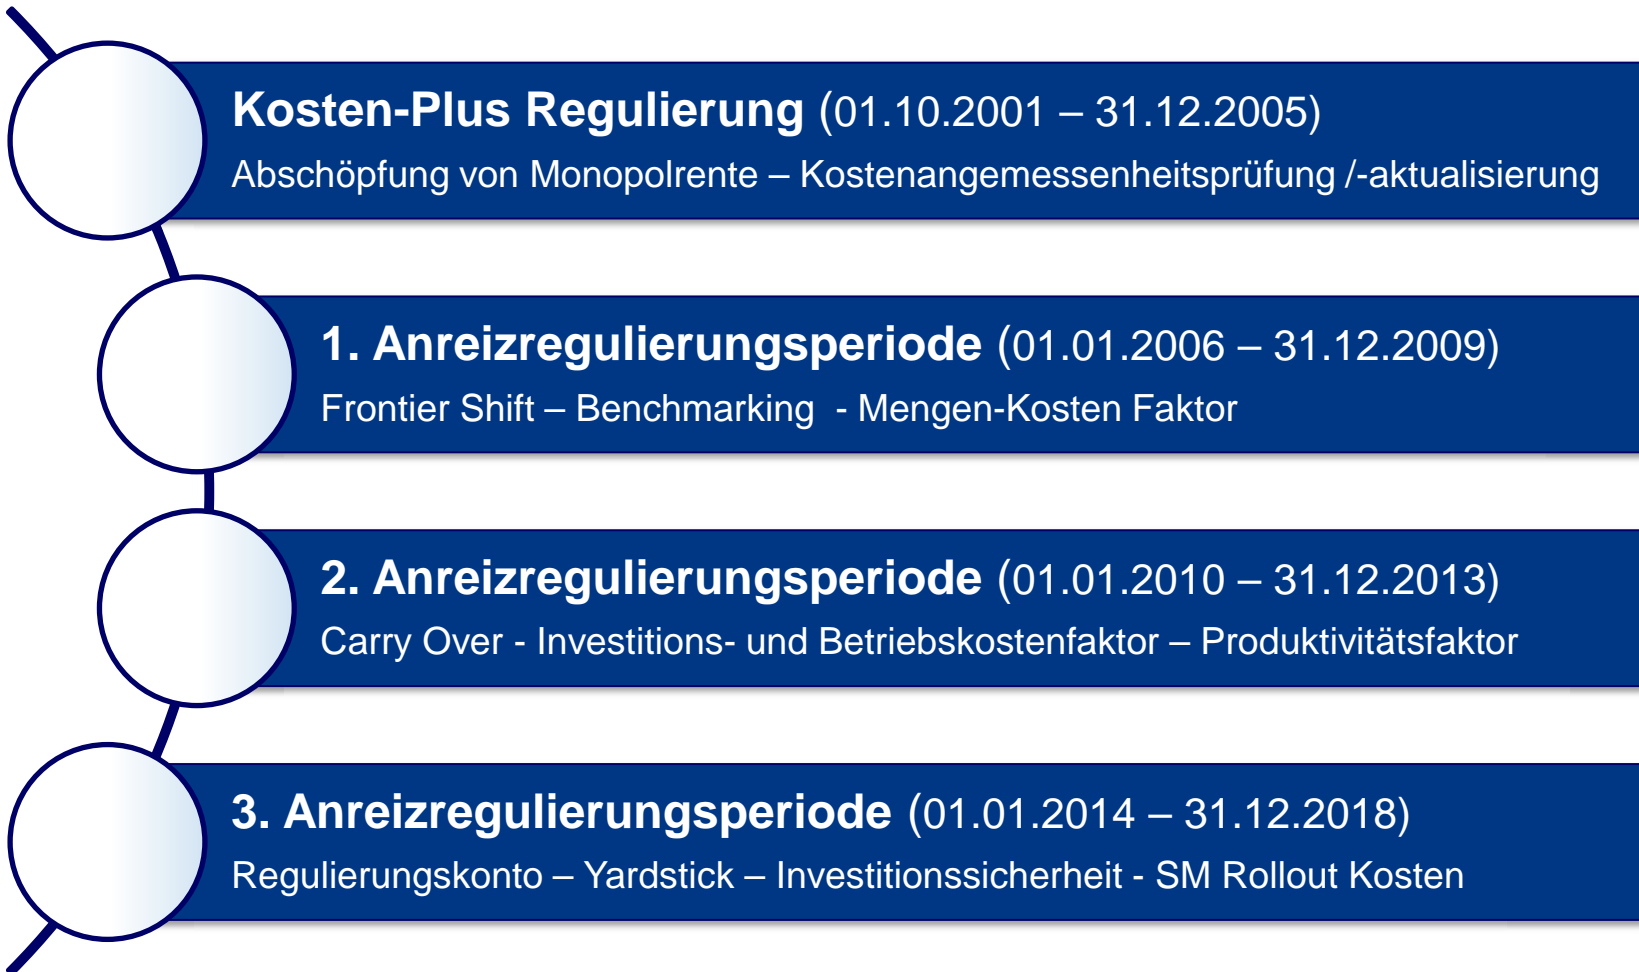 Kosten-Plus Regulierung (01.10.2001 – 31.12.2005)
Abschöpfung von Monopolrente – Kostenangemessenheitsprüfung /-aktualisierung
1. Anreizregulierungsperiode (01.01.2006 – 31.12.2009)
Frontier Shift – Benchmarking - Mengen-Kosten Faktor
2. Anreizregulierungsperiode (01.01.2010 – 31.12.2013)
Carry Over - Investitions- und Betriebskostenfaktor – Produktivitätsfaktor
3. Anreizregulierungsperiode (01.01.2014 – 31.12.2018)
Regulierungskonto – Yardstick – Investitionssicherheit - SM Rollout Kosten